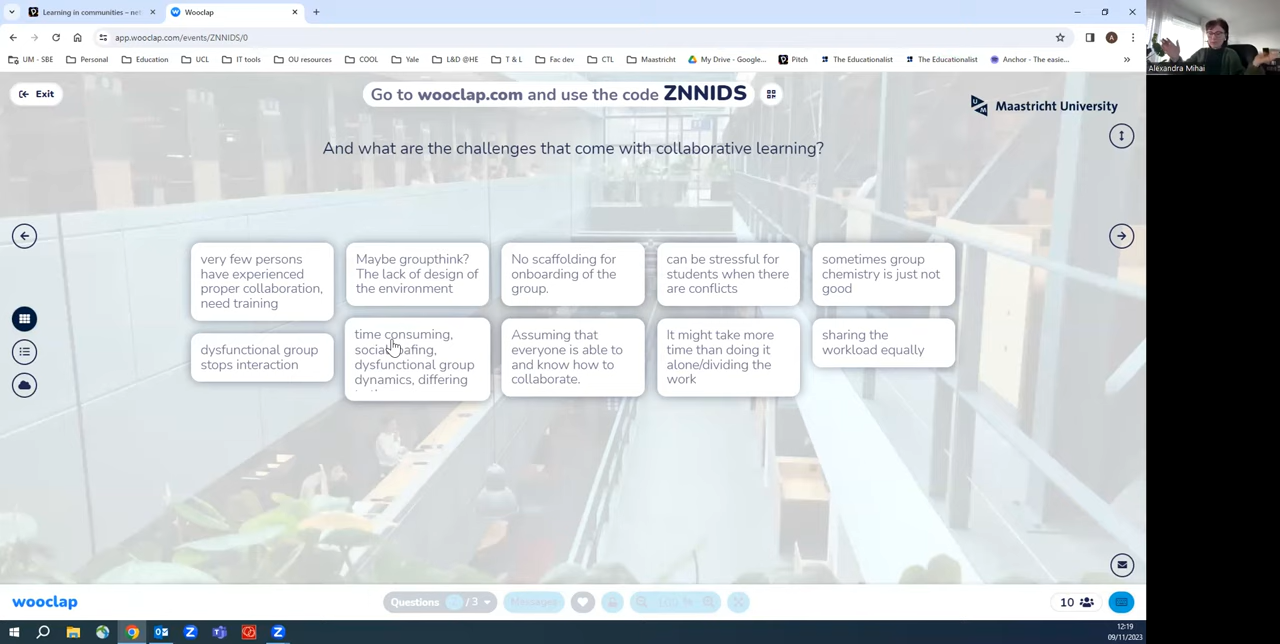 Learning in communities – net
Wooclap
app.wooclap.com/events/ZNNIDS/0
UM - SBE
Personal
Education
UCL
IT tools
OU resources
COOL
Yale
L&D @HE
T & L
Fac dev
CTL
Maastricht
My Drive - Google...
Pitch
The Educationalist
The Educationalist
Anchor - The easie...
Alexandra Mihai
Exit
Go to wooclap.com and use the code ZNNIDS
Maastricht University
And what are the challenges that come with collaborative learning?
very few persons
have experienced
proper collaboration,
need training
Maybe groupthink?
The lack of design of
the environment
No scaffolding for
onboarding of the
group.
can be stressful for
students when there
are conflicts
sometimes group
chemistry is just not
good
dysfunctional group
stops interaction
time consuming,
dysfunctional group
dynamics, differing
Assuming that
everyone is able to
and know how to
collaborate.
It might take more
time than doing it
alone/dividing the
work
sharing the
workload equally
wooclap
Questions / 3
Messages
100 %
10
12:19
09/11/2023